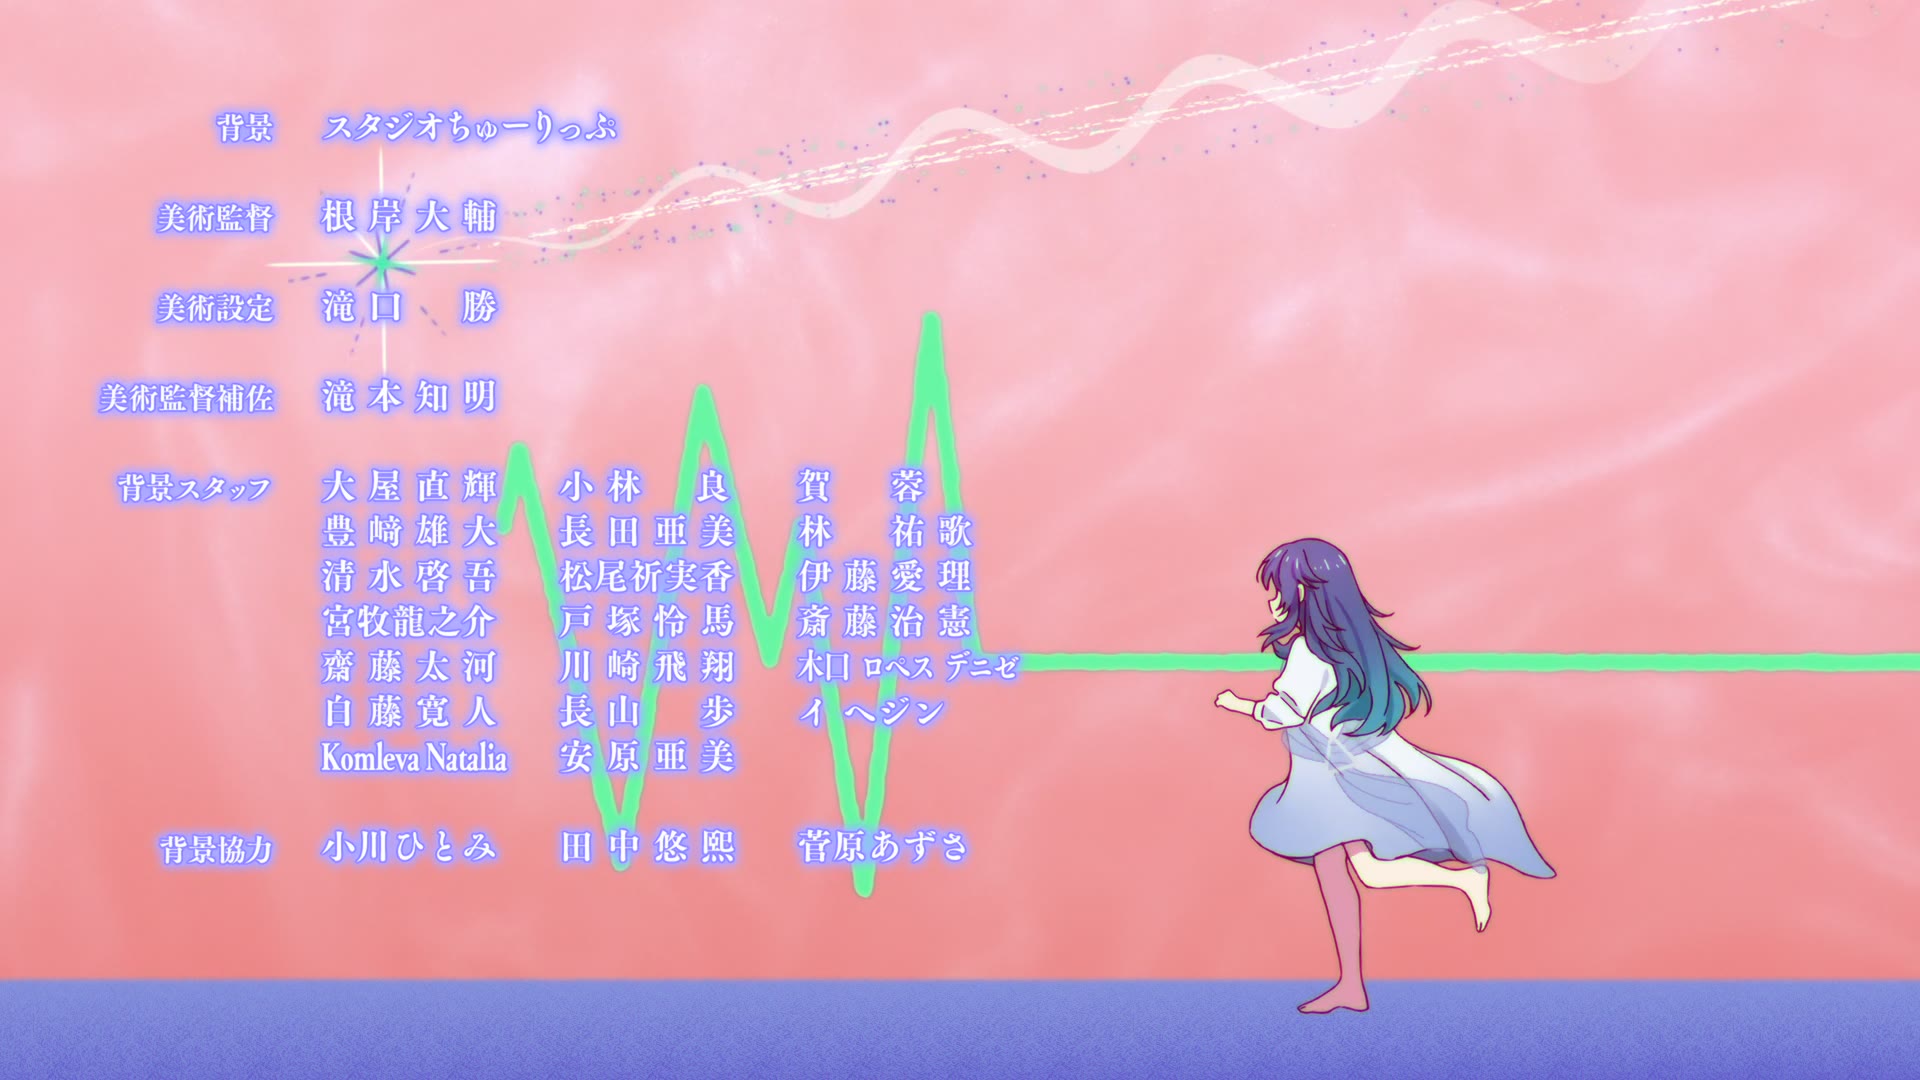 背景 スタジオちゅーりっぷ
美術監督 根岸大輔
美術設定 滝口 勝
美術監督補佐 滝本知明
背景スタッフ 大屋直輝 小林 良 賀 蓉
豊﨑雄大 長田亜美 林 祐歌
清水啓吾 松尾祈実香 伊藤愛理
宮牧龍之介 戸塚怜馬 斎藤治憲
齋藤太河 川崎飛翔 木口 ロペス デニゼ
白藤寛人 長山 歩 イ ヘジン
Komleva Natalia 安原亜美
背景協力 小川ひとみ 田中悠熙 菅原あずさ